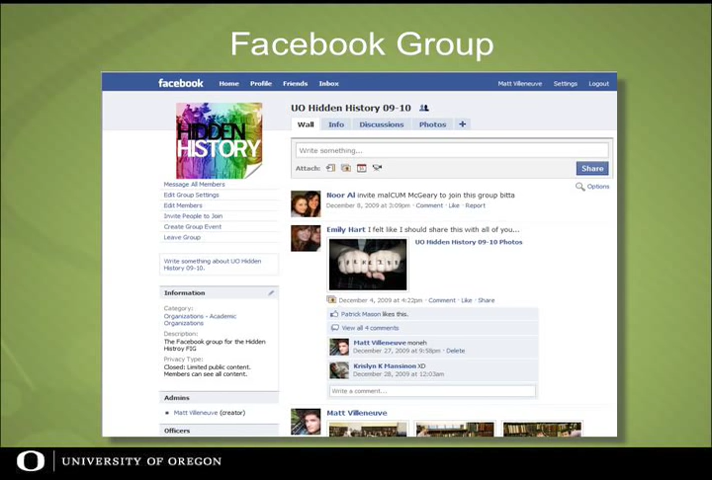 Facebook Group
facebook Home Profile Friends Inbox Matt Villeneuve Settings Logout
HIDDEN
HISTORY
UO Hidden History 09-10
Wall Info Discussions Photos +
Write something...
Attach:
Share
Options
Message All Members
Edit Group Settings
Edit Members
Invite People to Join
Create Group Event
Leave Group
Write something about UO Hidden
History 09-10.
Information
Category:
Organizations - Academic
Organizations
Description:
The Facebook group for the Hidden
Histroy FIG
Privacy Type:
Closed: Limited public content.
Members can see all content.
Admins
Matt Villeneuve (creator)
Officers
Noor Al invite malCUM McGeary to join this group bitta
December 8, 2009 at 3:09pm · Comment · Like · Report
Emily Hart I felt like I should share this with all of you...
UO Hidden History 09-10 Photos
December 4, 2009 at 4:22pm · Comment · Like · Share
Patrick Mason likes this.
View all 4 comments
Matt Villeneuve moneh
December 27, 2009 at 9:58pm · Delete
Krislyn K Mansinon XD
December 28, 2009 at 12:03am
Write a comment...
Matt Villeneuve
O UNIVERSITY OF OREGON